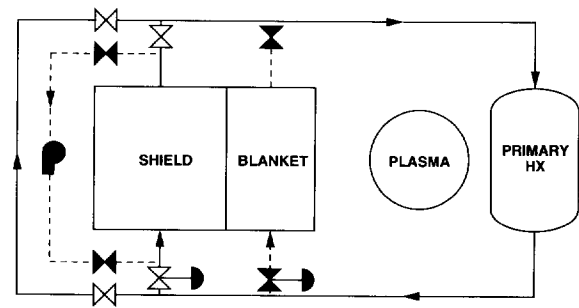 SHIELD
BLANKET
PLASMA
PRIMARY
HX